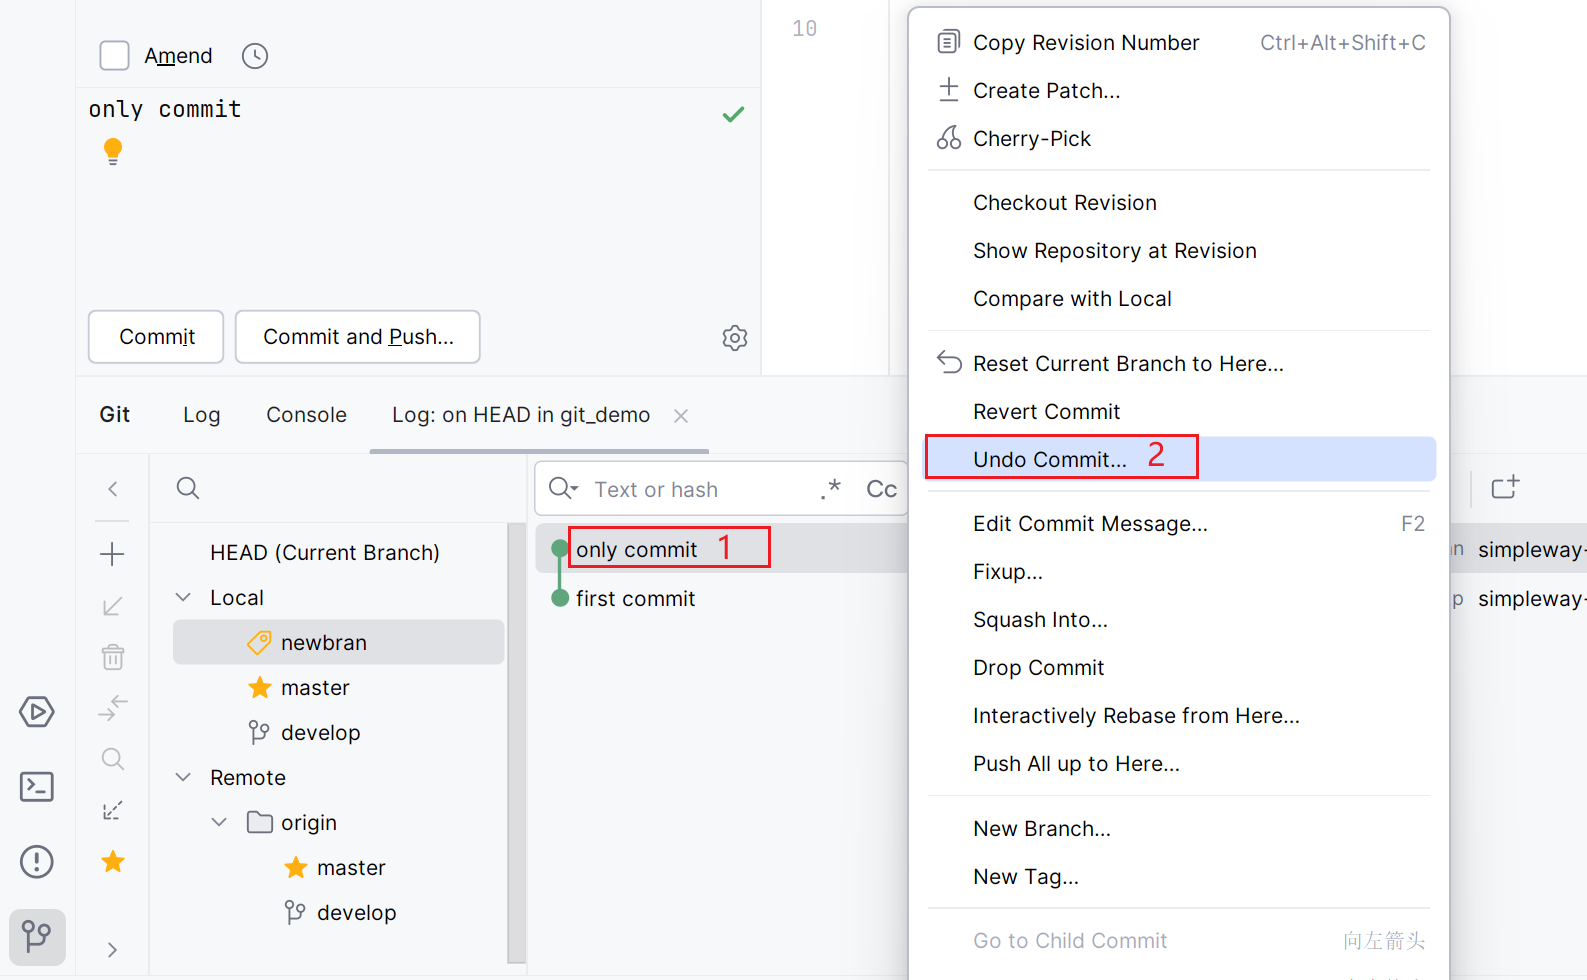 Amend
only commit
Commit
Commit and Push...
10
Git
Log
Console
Log: on HEAD in git_demo
Text or hash
.*
Cc
HEAD (Current Branch)
Local
newbran
master
develop
Remote
origin
master
develop
only commit 1
first commit
Copy Revision Number Ctrl+Alt+Shift+C
Create Patch...
Cherry-Pick
Checkout Revision
Show Repository at Revision
Compare with Local
Reset Current Branch to Here...
Revert Commit
Undo Commit... 2
Edit Commit Message... F2
Fixup...
Squash Into...
Drop Commit
Interactively Rebase from Here...
Push All up to Here...
New Branch...
New Tag...
Go to Child Commit 向左箭头
n simpleway-
p simpleway-